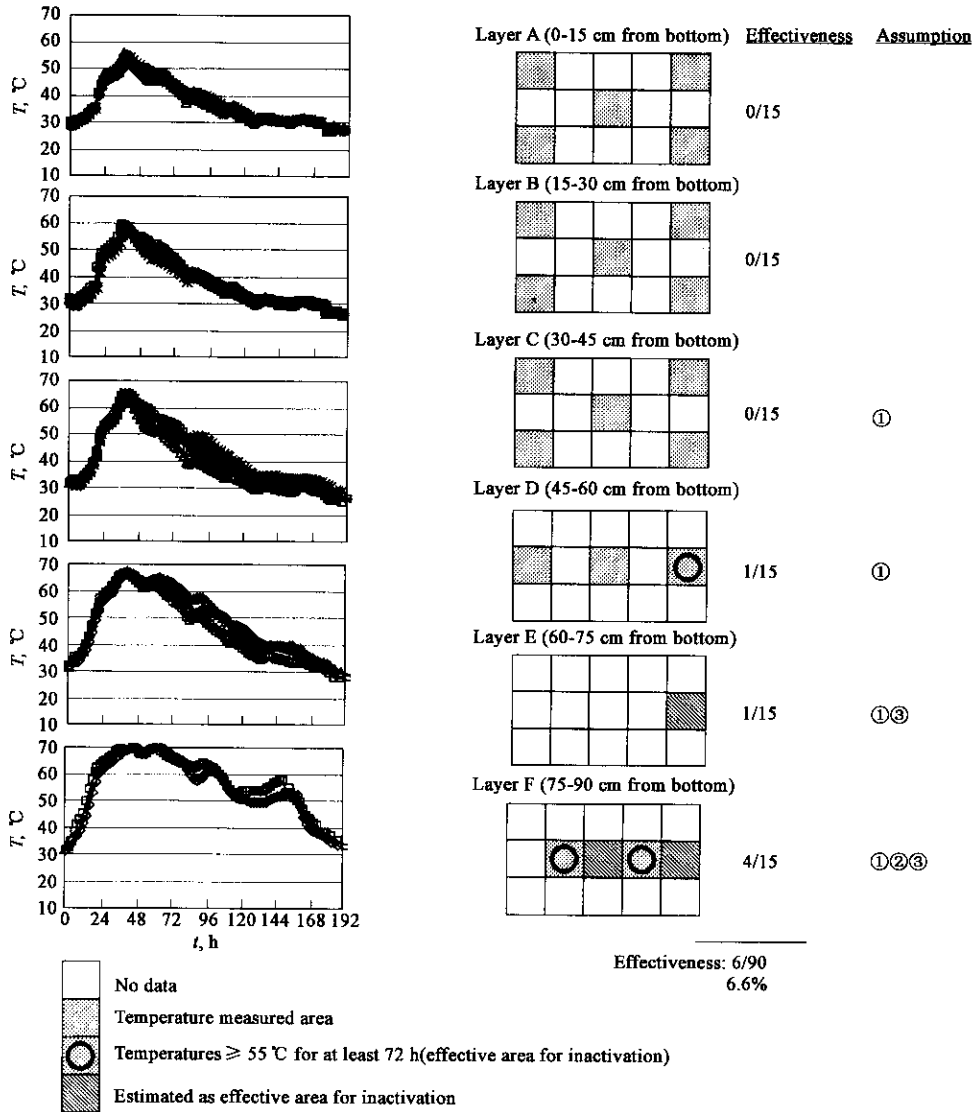 Layer A (0-15 cm from bottom) Effectiveness Assumption
70
60
50
40
30
20
10
T, ℃
0/15
Layer B (15-30 cm from bottom)
70
60
50
40
30
20
10
T, ℃
0/15
Layer C (30-45 cm from bottom)
70
60
50
40
30
20
10
T, ℃
0/15 ①
Layer D (45-60 cm from bottom)
70
60
50
40
30
20
10
T, ℃
1/15 ①
Layer E (60-75 cm from bottom)
1/15 ①③
Layer F (75-90 cm from bottom)
70
60
50
40
30
20
10
T, ℃
4/15 ①②③
0 24 48 72 96 120 144 168 192
t, h
Effectiveness: 6/90
6.6%
No data
Temperature measured area
Temperatures ⩾ 55 ℃ for at least 72 h(effective area for inactivation)
Estimated as effective area for inactivation